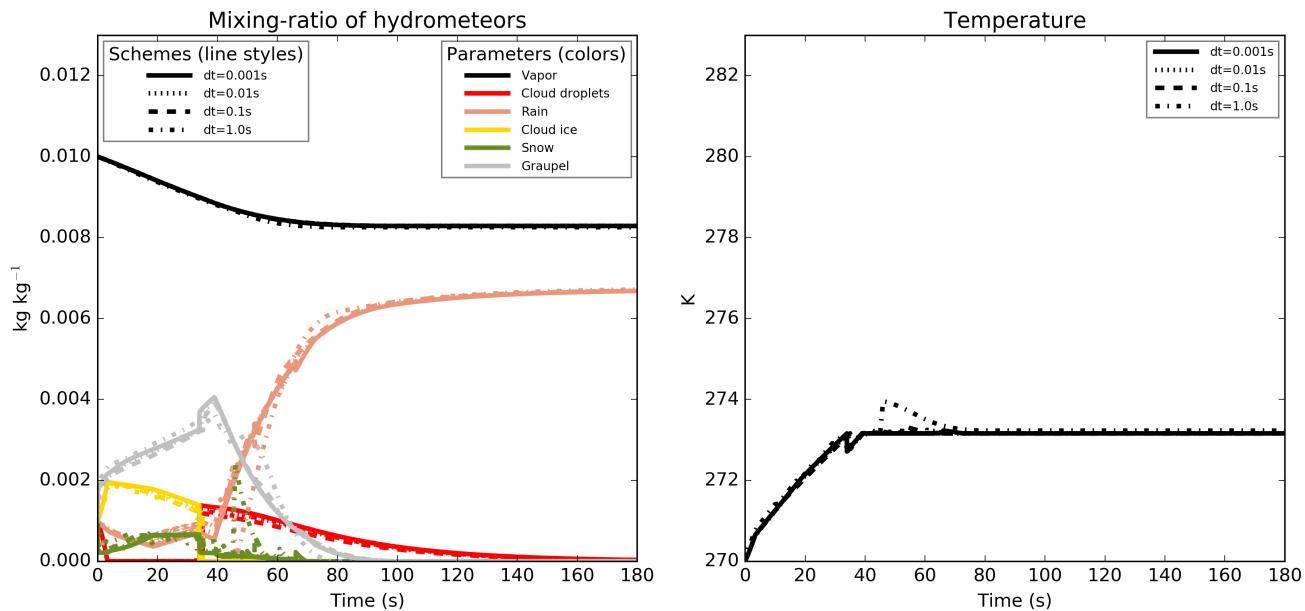 Mixing-ratio of hydrometeors
Schemes (line styles)
dt=0.001s
dt=0.01s
dt=0.1s
dt=1.0s
Parameters (colors)
Vapor
Cloud droplets
Rain
Cloud ice
Snow
Graupel
0.012
0.010
0.008
0.006
0.004
0.002
0.000
kg kg⁻¹
0 20 40 60 80 100 120 140 160 180
Time (s)
Temperature
dt=0.001s
dt=0.01s
dt=0.1s
dt=1.0s
282
280
278
276
274
272
270
K
0 20 40 60 80 100 120 140 160 180
Time (s)